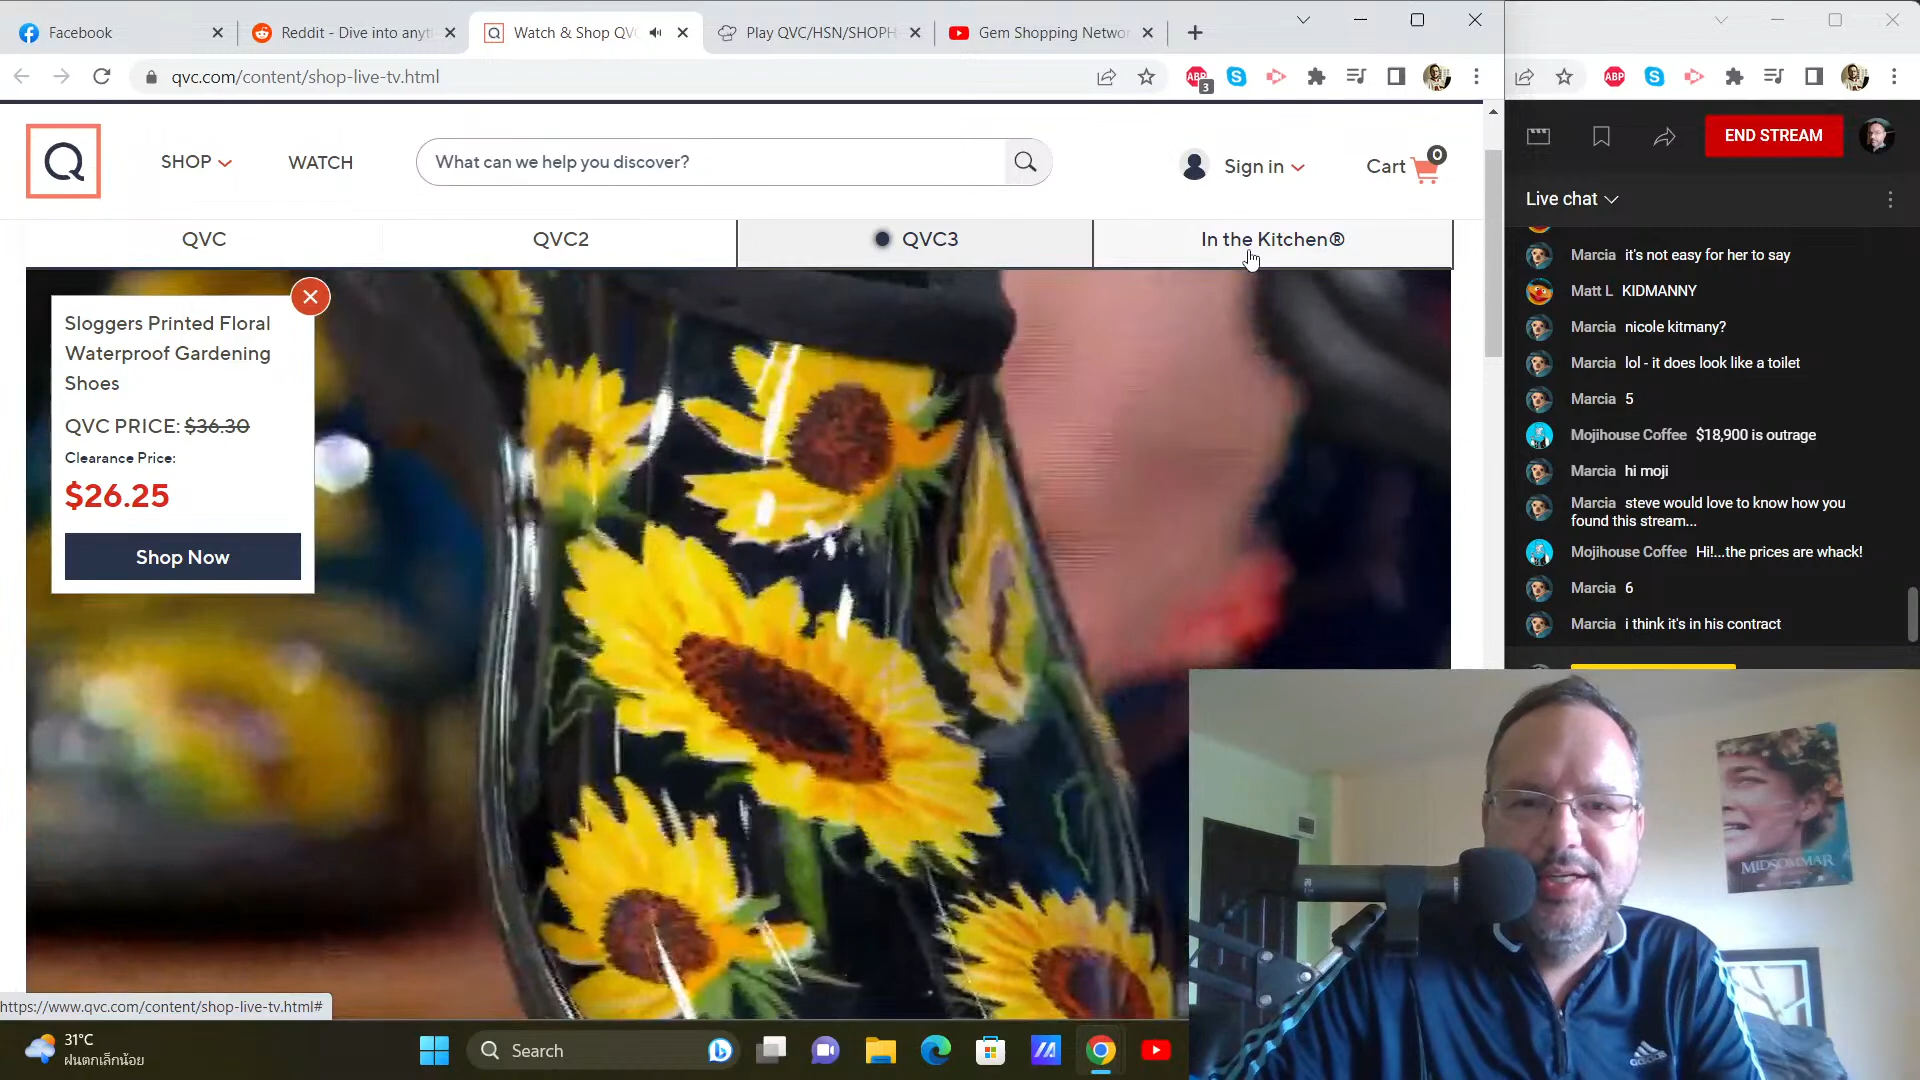 Facebook
Reddit - Dive into anyti
Watch & Shop QVC
Play QVC/HSN/SHOPH
Gem Shopping Networ
qvc.com/content/shop-live-tv.html
ABP
3
ABP
Q
SHOP
WATCH
What can we help you discover?
Sign in
Cart
0
QVC
QVC2
QVC3
In the Kitchen®
Sloggers Printed Floral
Waterproof Gardening
Shoes
QVC PRICE: $36.30
Clearance Price:
$26.25
Shop Now
END STREAM
Live chat
Marcia it's not easy for her to say
Matt L KIDMANNY
Marcia nicole kitmany?
Marcia lol - it does look like a toilet
Marcia 5
Mojihouse Coffee $18,900 is outrage
Marcia hi moji
Marcia steve would love to know how you
found this stream...
Mojihouse Coffee Hi!...the prices are whack!
Marcia 6
Marcia i think it's in his contract
MIDSOMMAR
adidas
https://www.qvc.com/content/shop-live-tv.html#
31°C
ฝนตกเล็กน้อย
Search